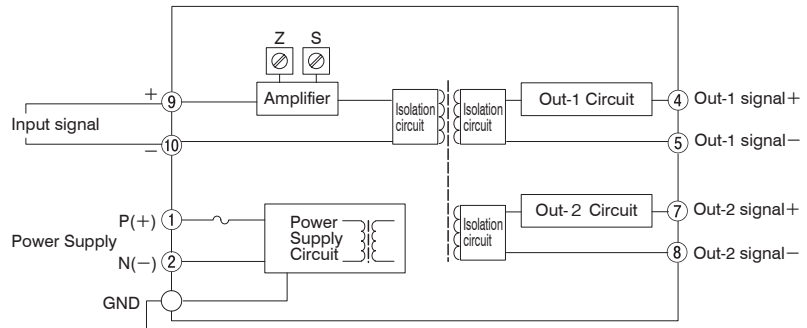 Z
S
+
9
Amplifier
Isolation
circuit
Isolation
circuit
Out-1 Circuit
4
Out-1 signal+
Input signal
−
10
5
Out-1 signal−
P(+)
1
Power
Supply
Circuit
Isolation
circuit
Out-2 Circuit
7
Out-2 signal+
Power Supply
N(−)
2
8
Out-2 signal−
GND